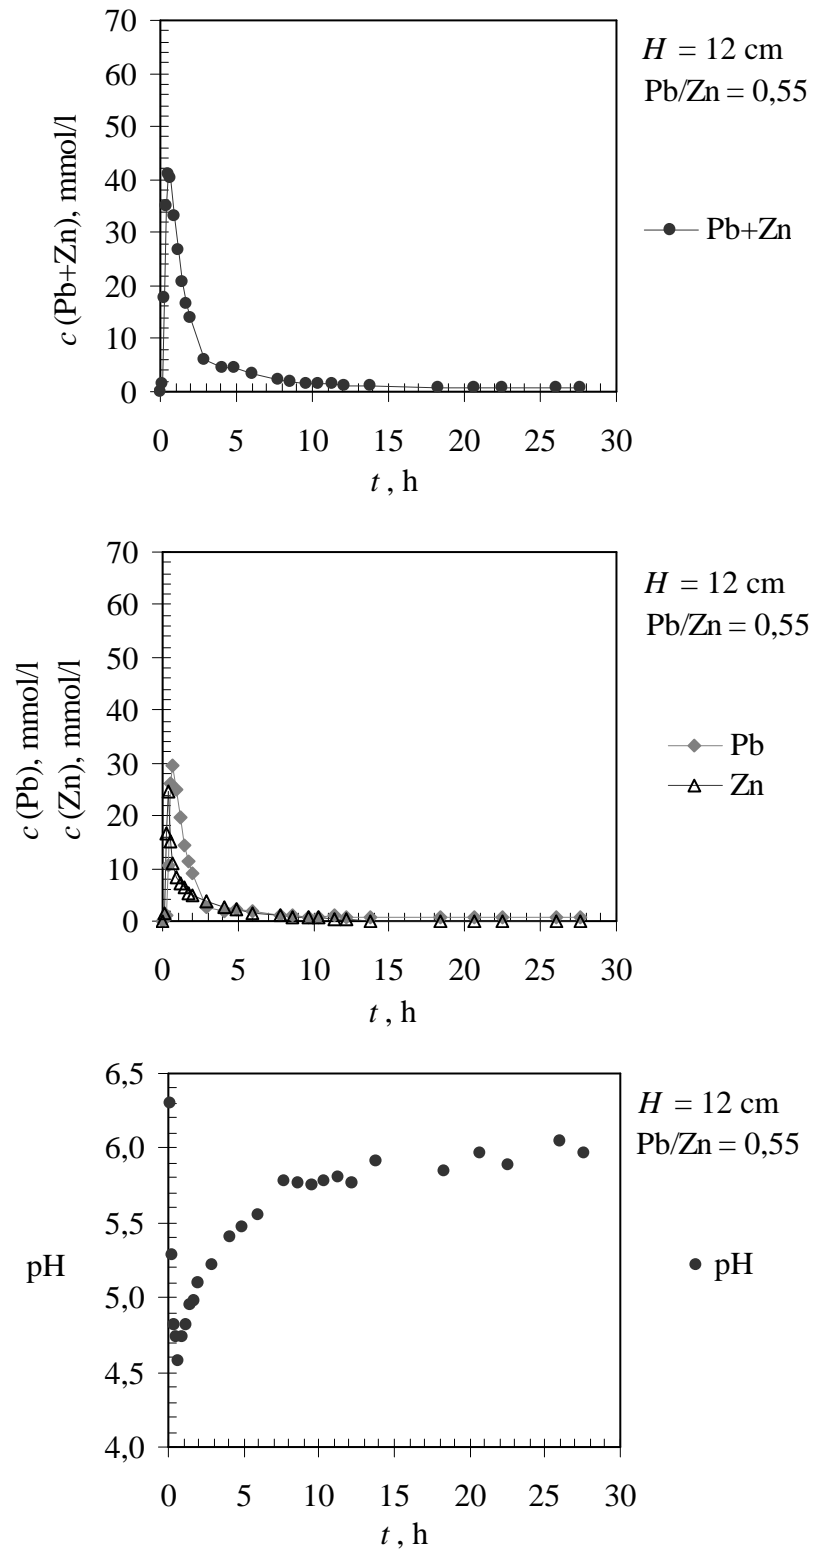 70
60
50
40
30
20
10
0
c (Pb+Zn), mmol/l
0 5 10 15 20 25 30
t , h
H = 12 cm
Pb/Zn = 0,55
Pb+Zn
70
60
50
40
30
20
10
0
c (Pb), mmol/l
c (Zn), mmol/l
0 5 10 15 20 25 30
t , h
H = 12 cm
Pb/Zn = 0,55
Pb
Zn
6,5
6,0
5,5
5,0
4,5
4,0
pH
0 5 10 15 20 25 30
t , h
H = 12 cm
Pb/Zn = 0,55
pH